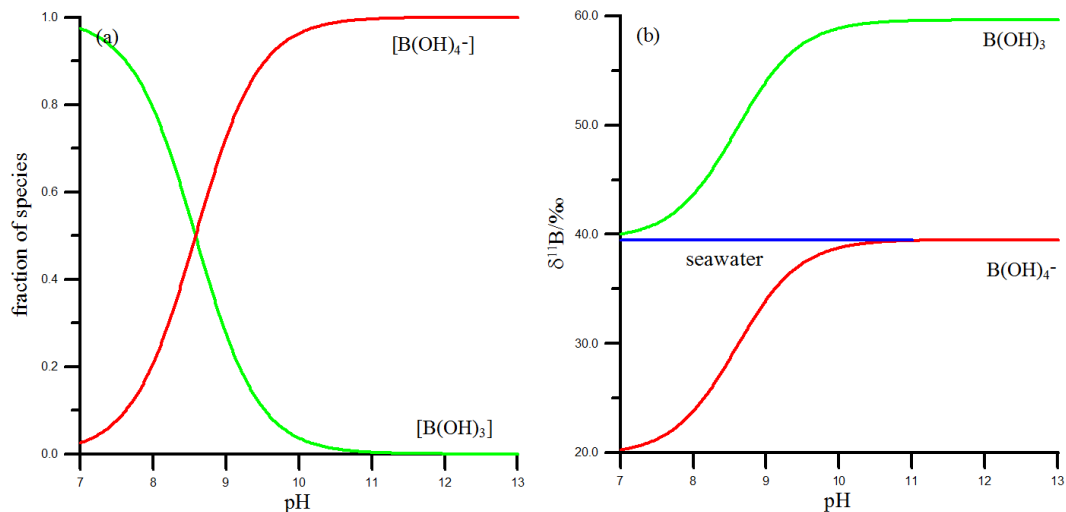 (a)
1.0
0.8
0.6
0.4
0.2
0.0
fraction of species
[B(OH)₄⁻]
[B(OH)₃]
7 8 9 10 11 12 13
pH
(b)
60.0
50.0
40.0
30.0
20.0
δ¹¹B/‰
B(OH)₃
seawater
B(OH)₄⁻
7 8 9 10 11 12 13
pH